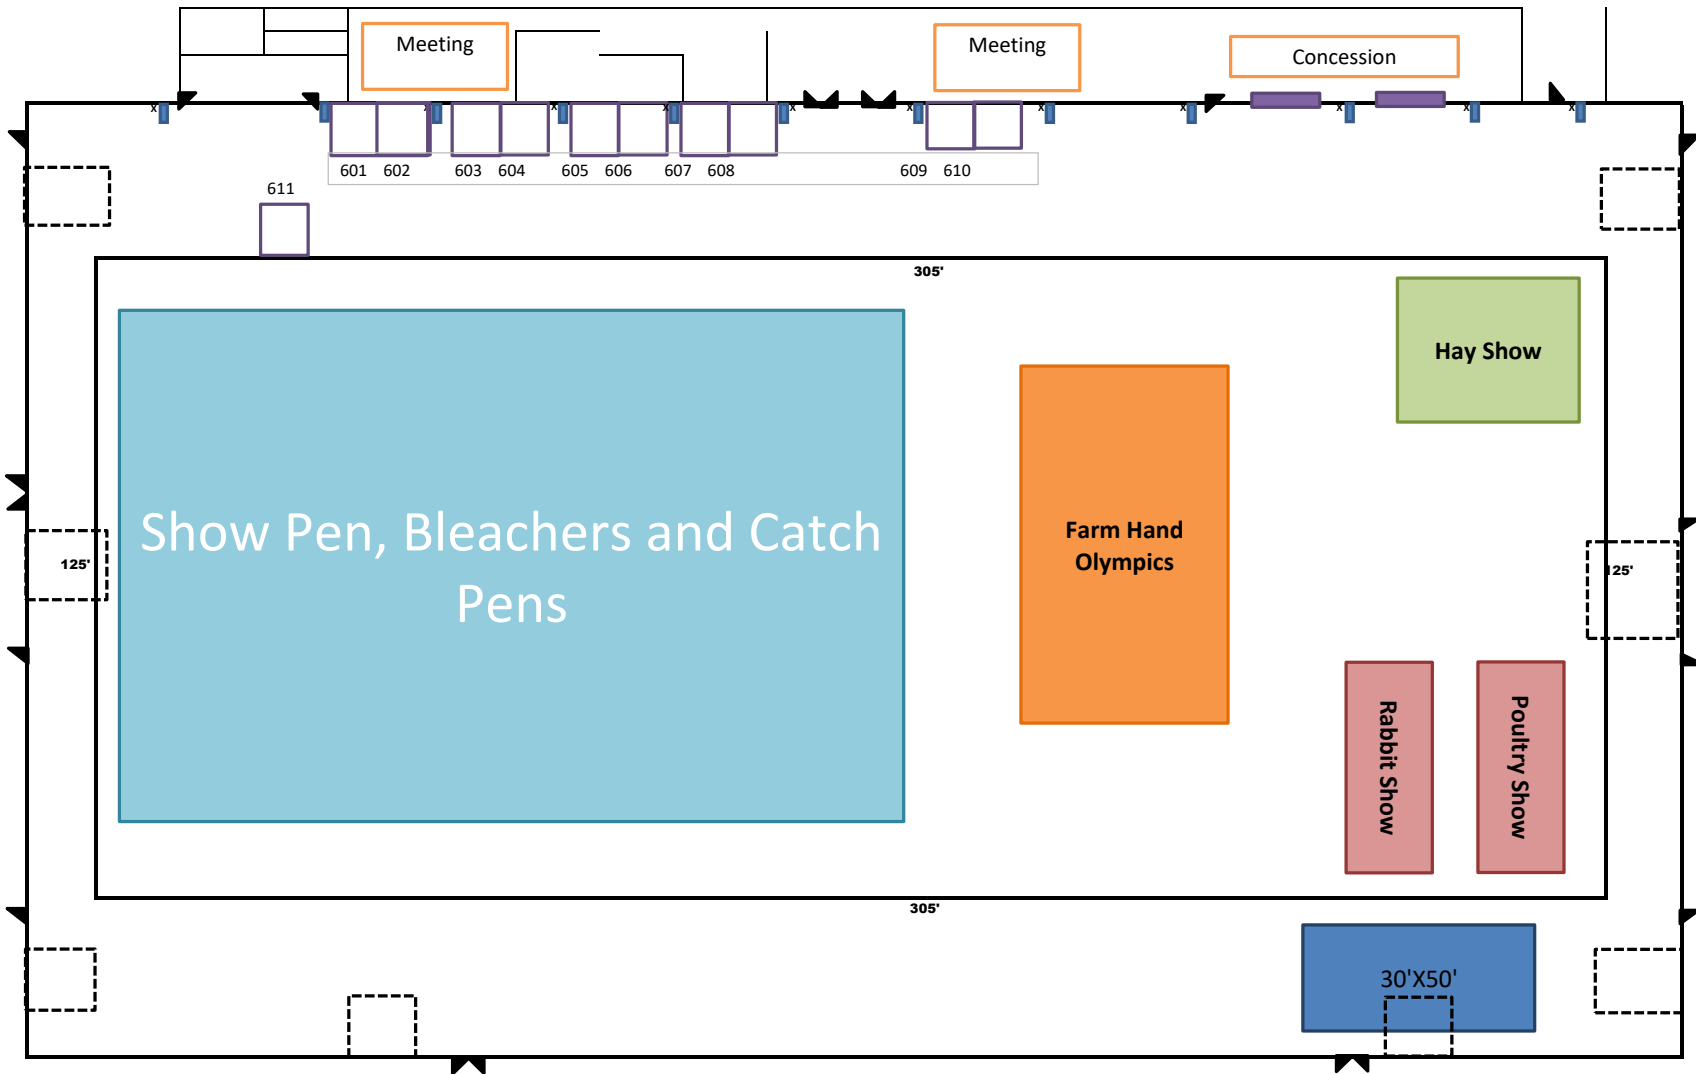 Meeting
Meeting
Concession
x
x
x
x
x
x
x
x
x
x
601 602 603 604 605 606 607 608 609 610
611
305'
Hay Show
Show Pen, Bleachers and Catch
Pens
Farm Hand
Olympics
125'
125'
Rabbit Show
Poultry Show
305'
30'X50'